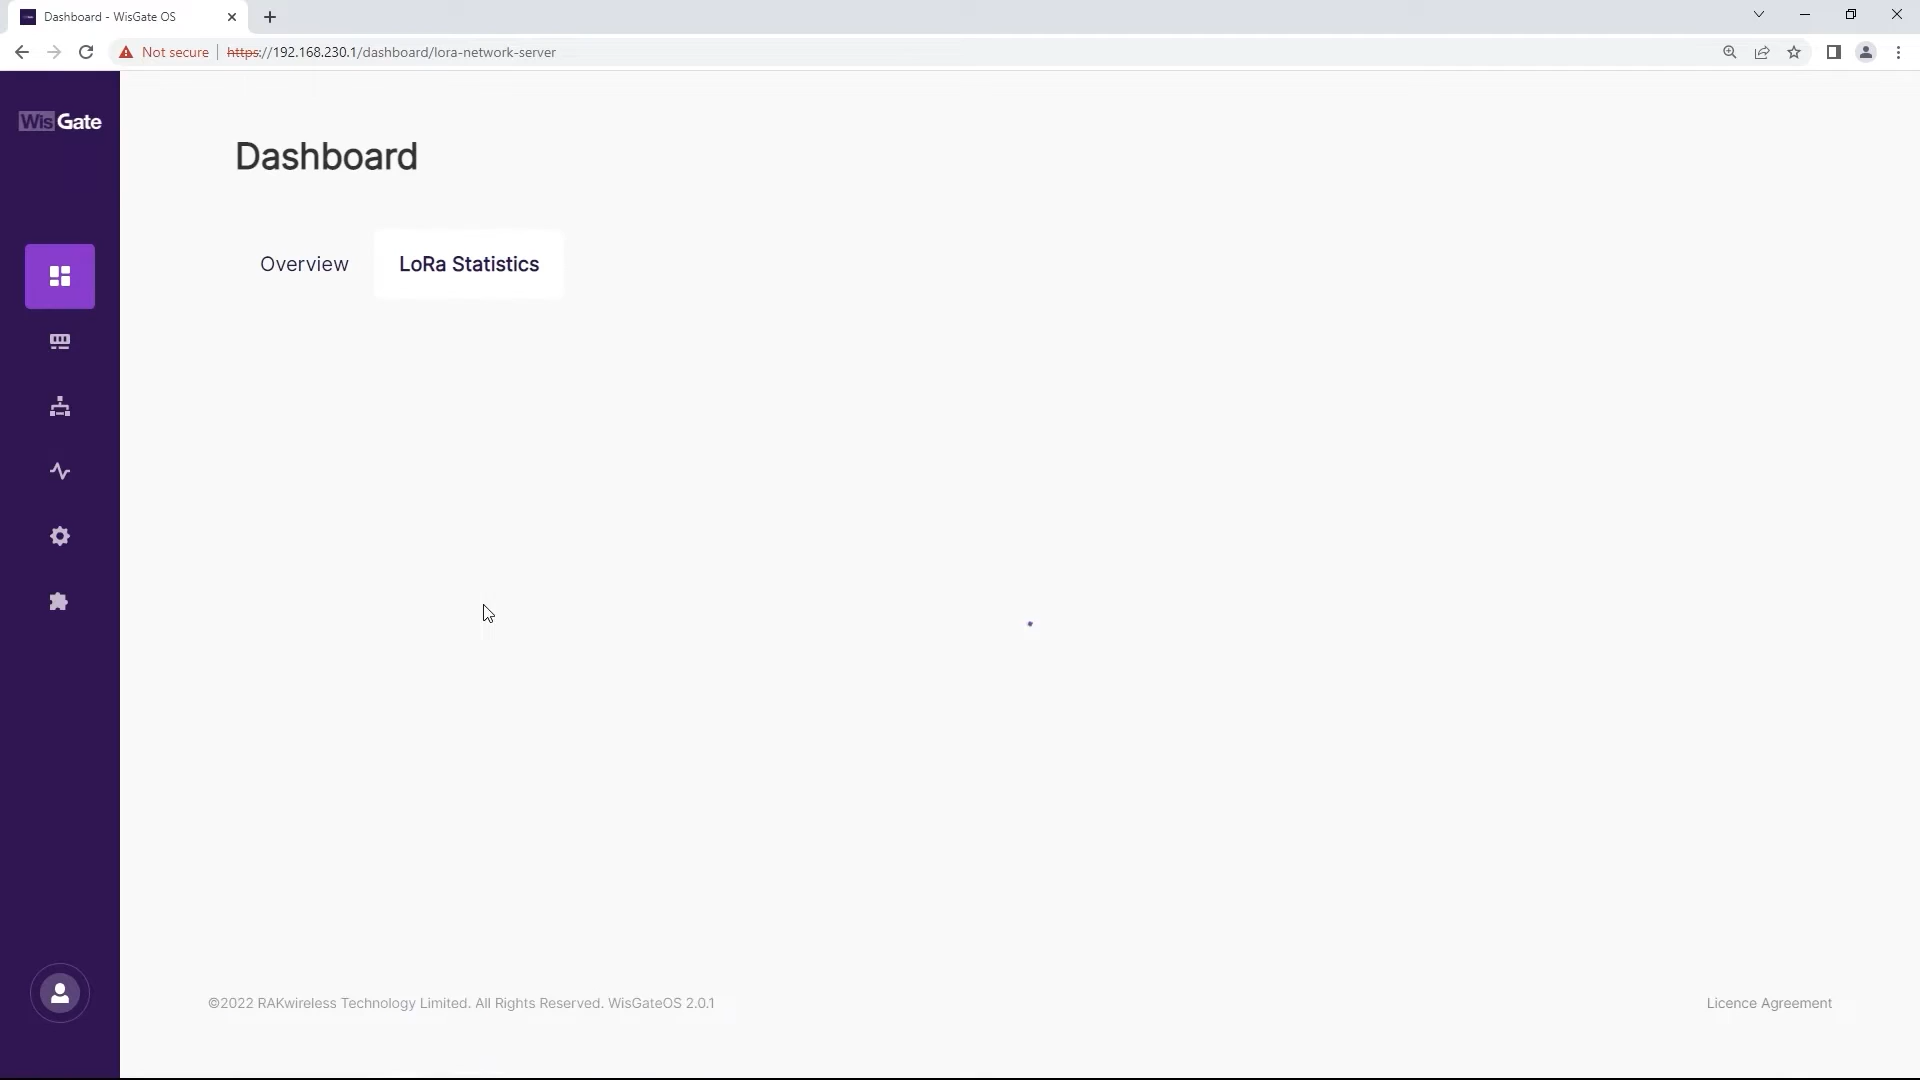 Dashboard - WisGate OS
Not secure
https://192.168.230.1/dashboard/lora-network-server
WisGate
Dashboard
Overview
LoRa Statistics
©2022 RAKwireless Technology Limited. All Rights Reserved. WisGateOS 2.0.1
Licence Agreement